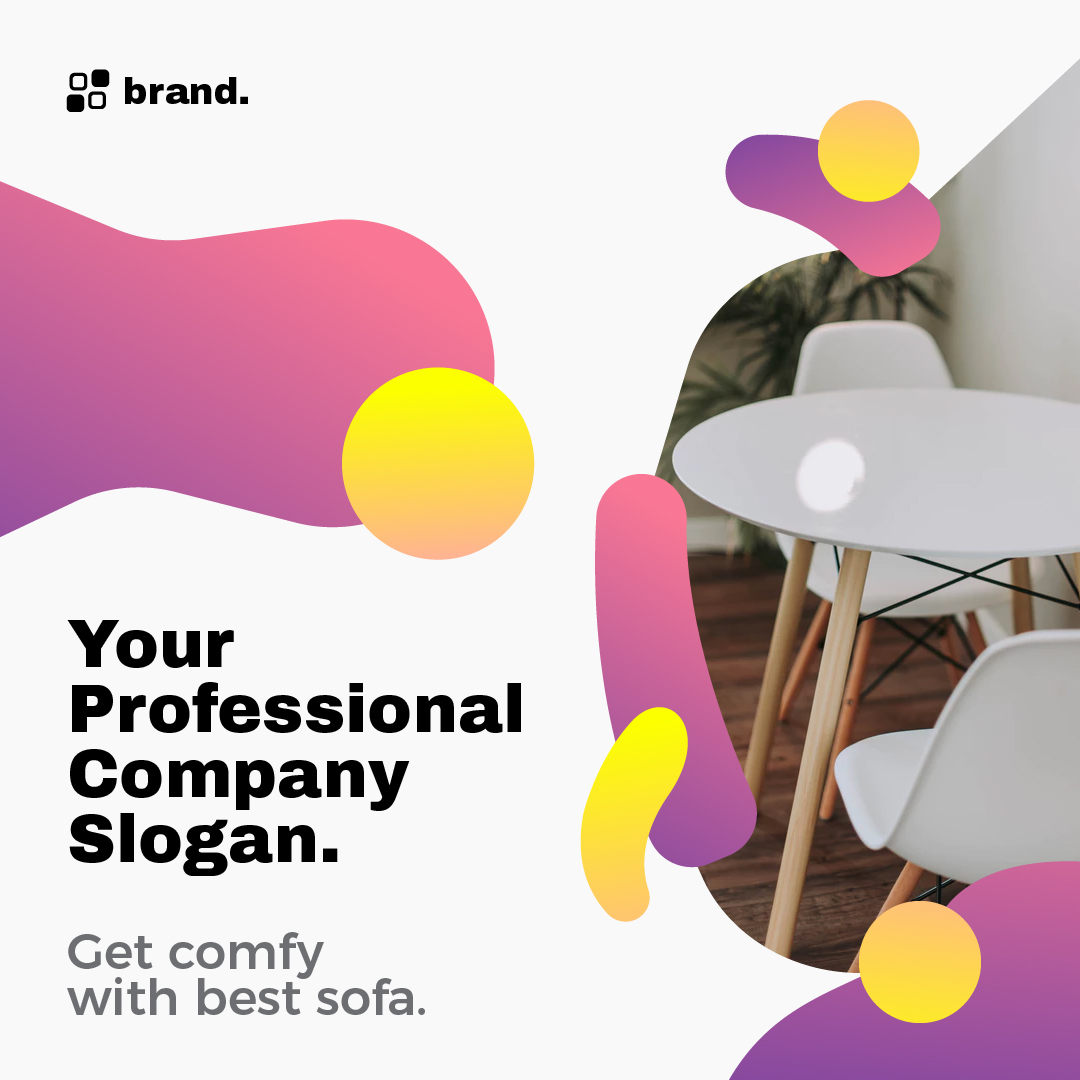 brand.
Your
Professional
Company
Slogan.
Get comfy
with best sofa.